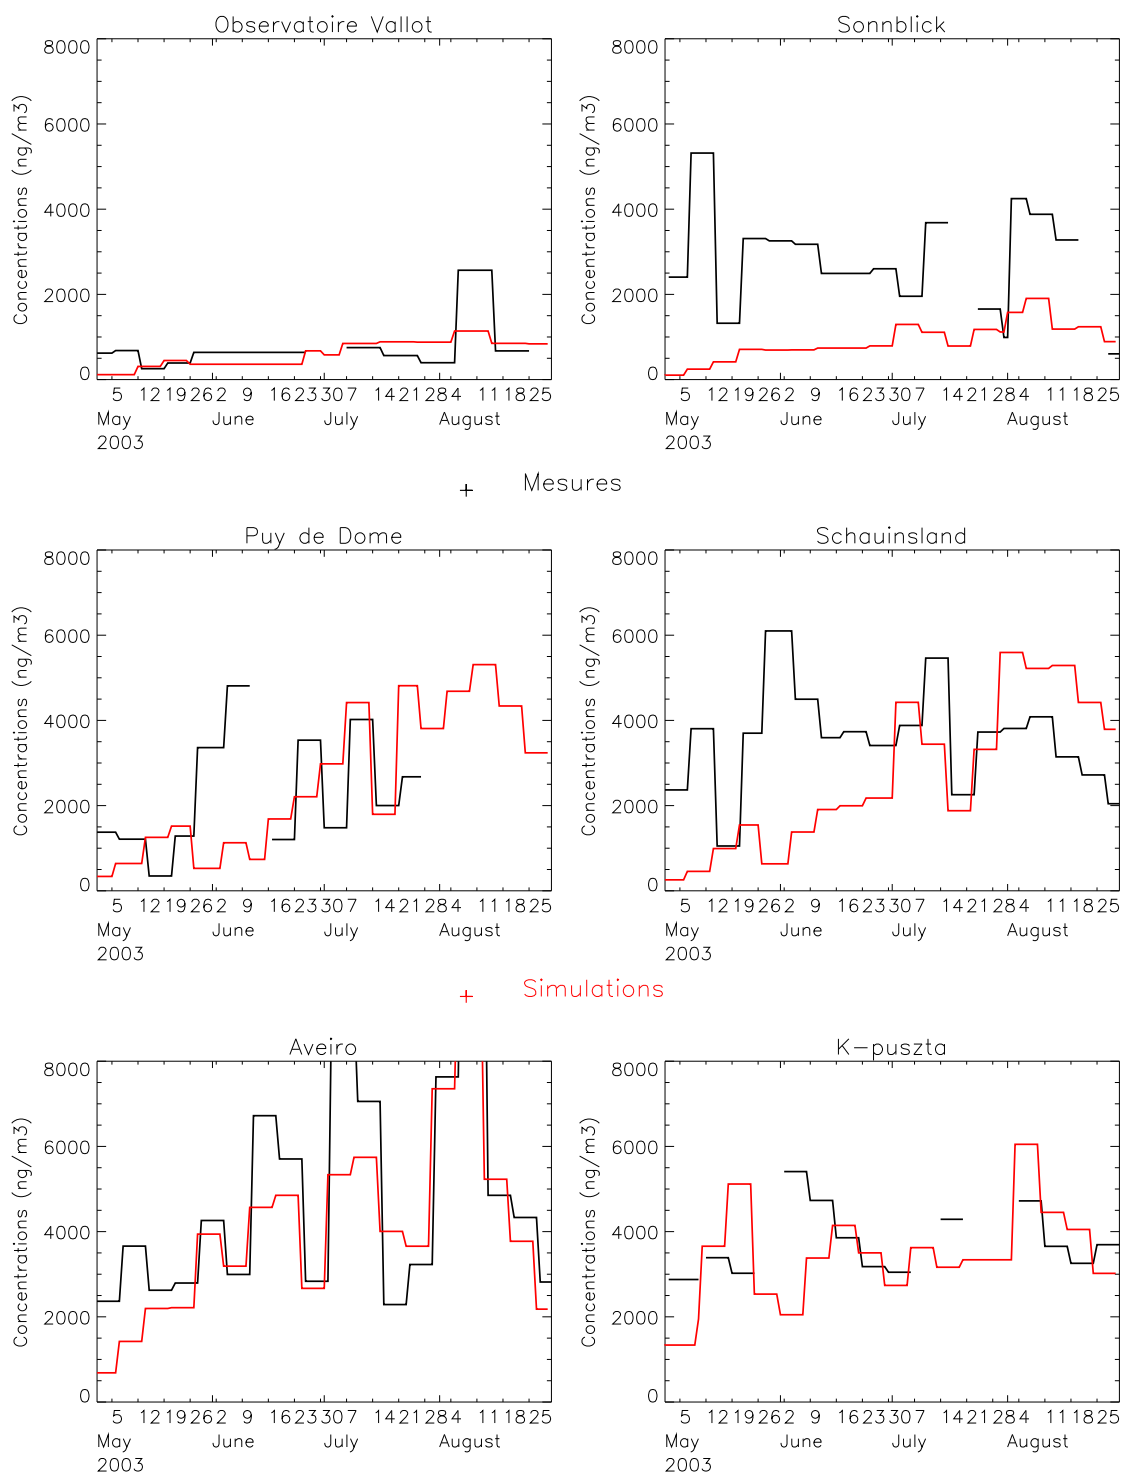 Observatoire Vallot
Sonnblick
Concentrations (ng/m3)
8000
6000
4000
2000
0
5 12 19 26 2 9 16 23 30 7 14 21 28 4 11 18 25
May June July August
2003
Concentrations (ng/m3)
8000
6000
4000
2000
0
5 12 19 26 2 9 16 23 30 7 14 21 28 4 11 18 25
May June July August
2003
+ Mesures
Puy de Dome
Schauinsland
Concentrations (ng/m3)
8000
6000
4000
2000
0
5 12 19 26 2 9 16 23 30 7 14 21 28 4 11 18 25
May June July August
2003
Concentrations (ng/m3)
8000
6000
4000
2000
0
5 12 19 26 2 9 16 23 30 7 14 21 28 4 11 18 25
May June July August
2003
+ Simulations
Aveiro
K-puszta
Concentrations (ng/m3)
8000
6000
4000
2000
0
5 12 19 26 2 9 16 23 30 7 14 21 28 4 11 18 25
May June July August
2003
Concentrations (ng/m3)
8000
6000
4000
2000
0
5 12 19 26 2 9 16 23 30 7 14 21 28 4 11 18 25
May June July August
2003